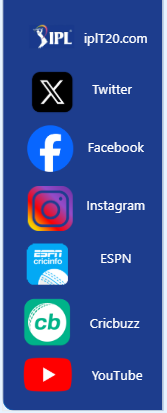 IPL iplT20.com
X Twitter
f Facebook
Instagram
ESPN cricinfo ESPN
cb Cricbuzz
YouTube